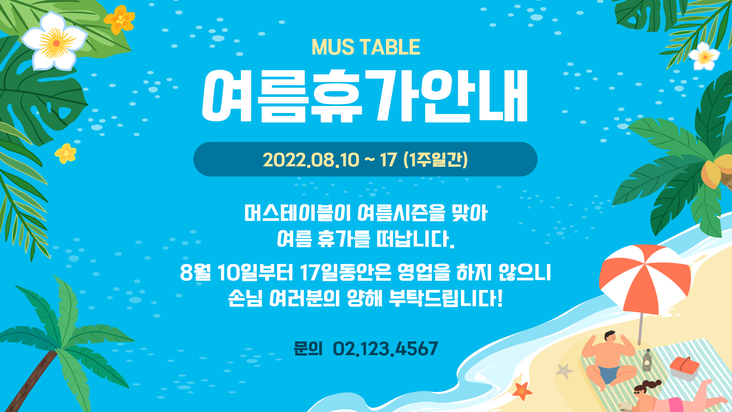 MUS TABLE
여름휴가안내
2022.08.10 ~ 17 (1주일간)
머스테이블이 여름시즌을 맞아
여름 휴가를 떠납니다.
8월 10일부터 17일동안은 영업을 하지 않으니
손님 여러분의 양해 부탁드립니다!
문의 02.123.4567